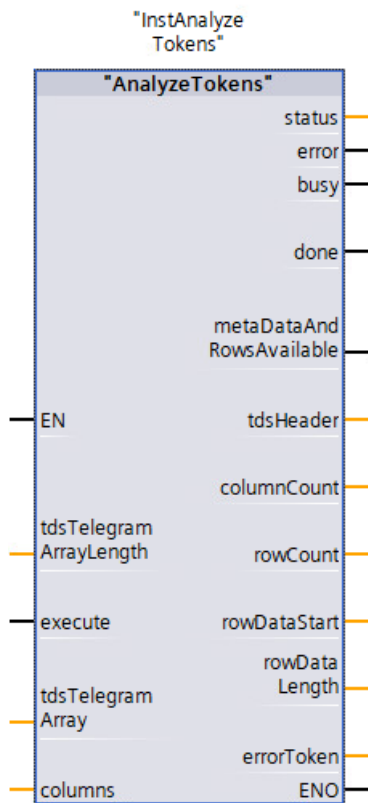 "InstAnalyze
Tokens"
"AnalyzeTokens"
status
error
busy
done
metaDataAnd
RowsAvailable
EN
tdsHeader
columnCount
tdsTelegram
ArrayLength
rowCount
execute
rowDataStart
rowData
Length
tdsTelegram
Array
errorToken
columns
ENO